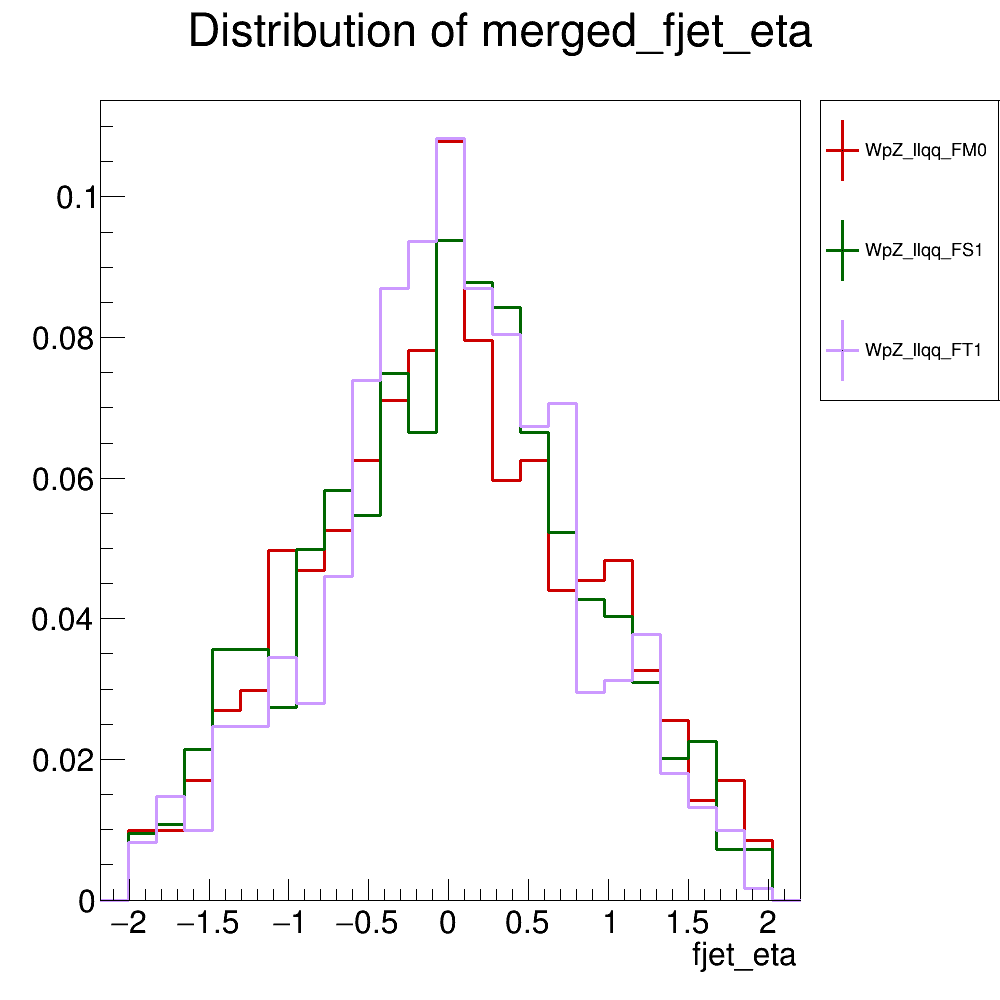 Distribution of merged_fjet_eta
WpZ_llqq_FM0
WpZ_llqq_FS1
WpZ_llqq_FT1
0.1
0.08
0.06
0.04
0.02
0
−2 −1.5 −1 −0.5 0 0.5 1 1.5 2
fjet_eta